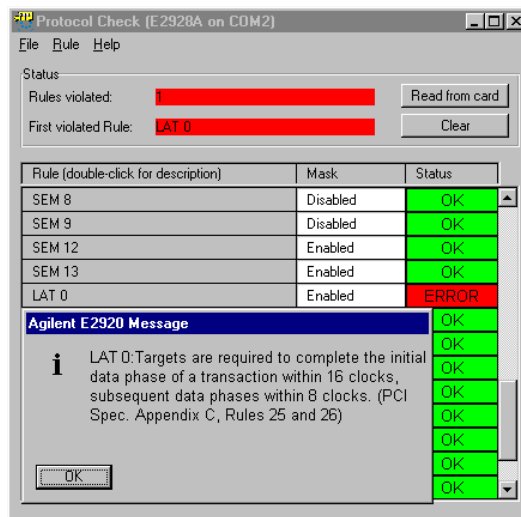 Protocol Check (E2928A on COM2)
File Rule Help
Status
Rules violated: 1 Read from card
First violated Rule: LAT 0 Clear
Rule (double-click for description) Mask Status
SEM 8 Disabled OK
SEM 9 Disabled OK
SEM 12 Enabled OK
SEM 13 Enabled OK
LAT 0 Enabled ERROR
Agilent E2920 Message OK
OK
LAT 0:Targets are required to complete the initial
data phase of a transaction within 16 clocks, OK
subsequent data phases within 8 clocks. (PCI OK
Spec. Appendix C, Rules 25 and 26) OK
OK
OK OK
OK